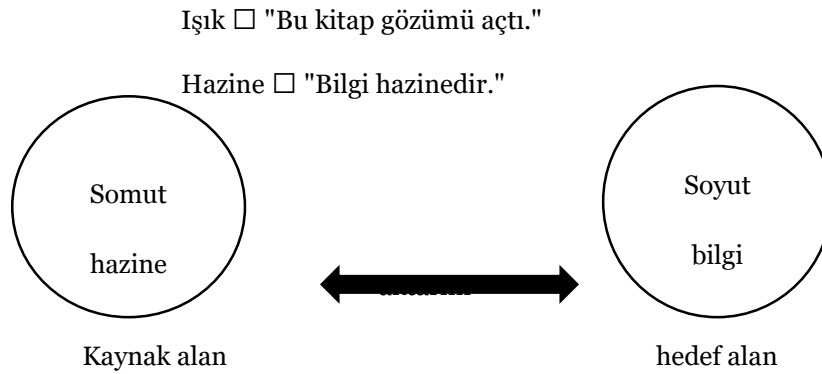 Işık □ "Bu kitap gözümü açtı."
Hazine □ "Bilgi hazinedir."
Somut
hazine
Soyut
bilgi
Kaynak alan
hedef alan